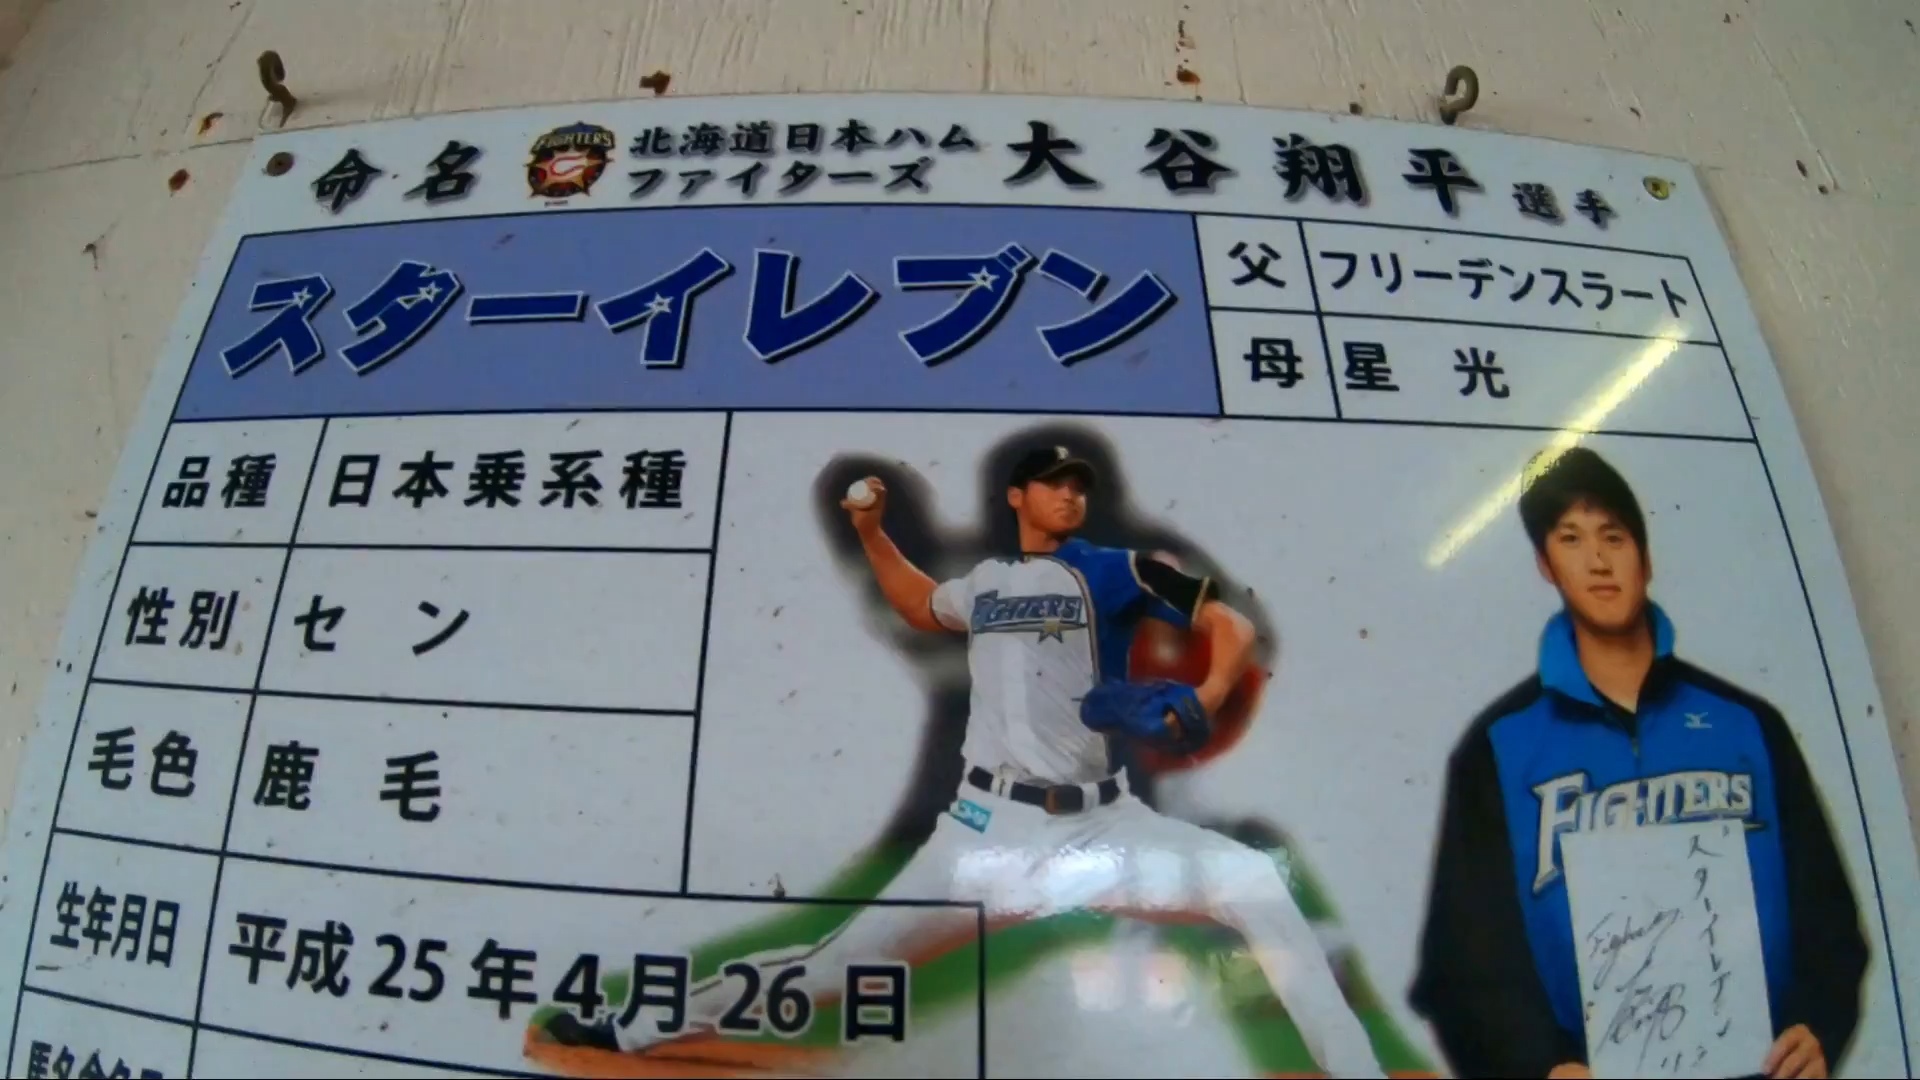 命名 FIGHTERS 北海道日本ハム
ファイターズ 大谷翔平選手
スターイレブン
父 フリーデンスラート
母 星光
品種 日本乗系種
性別 セン
毛色 鹿毛
生年月日 平成25年4月26日
FIGHTERS
FIGHTERS
スターイレブン
Fighters